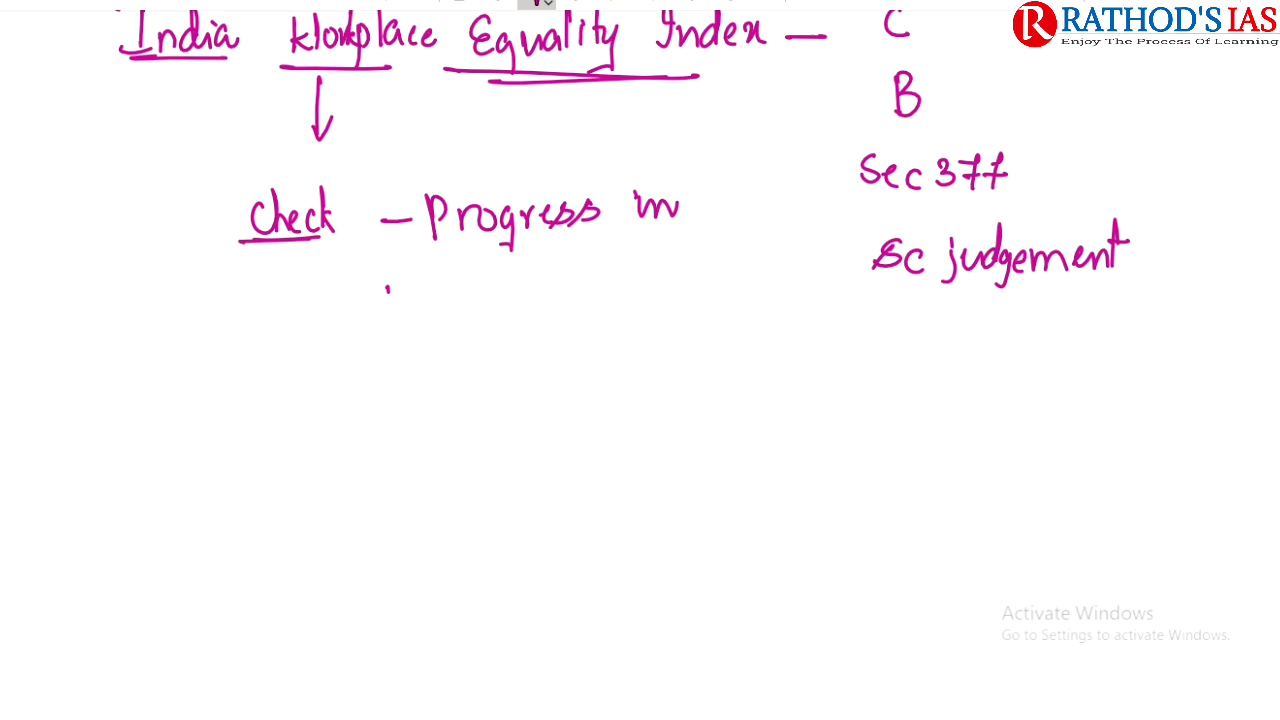 India Workplace Equality Index — C
B
Sec 377
Check – Progress in
SC judgement
RATHOD'S IAS
Enjoy The Process Of Learning
Activate Windows
Go to Settings to activate Windows.